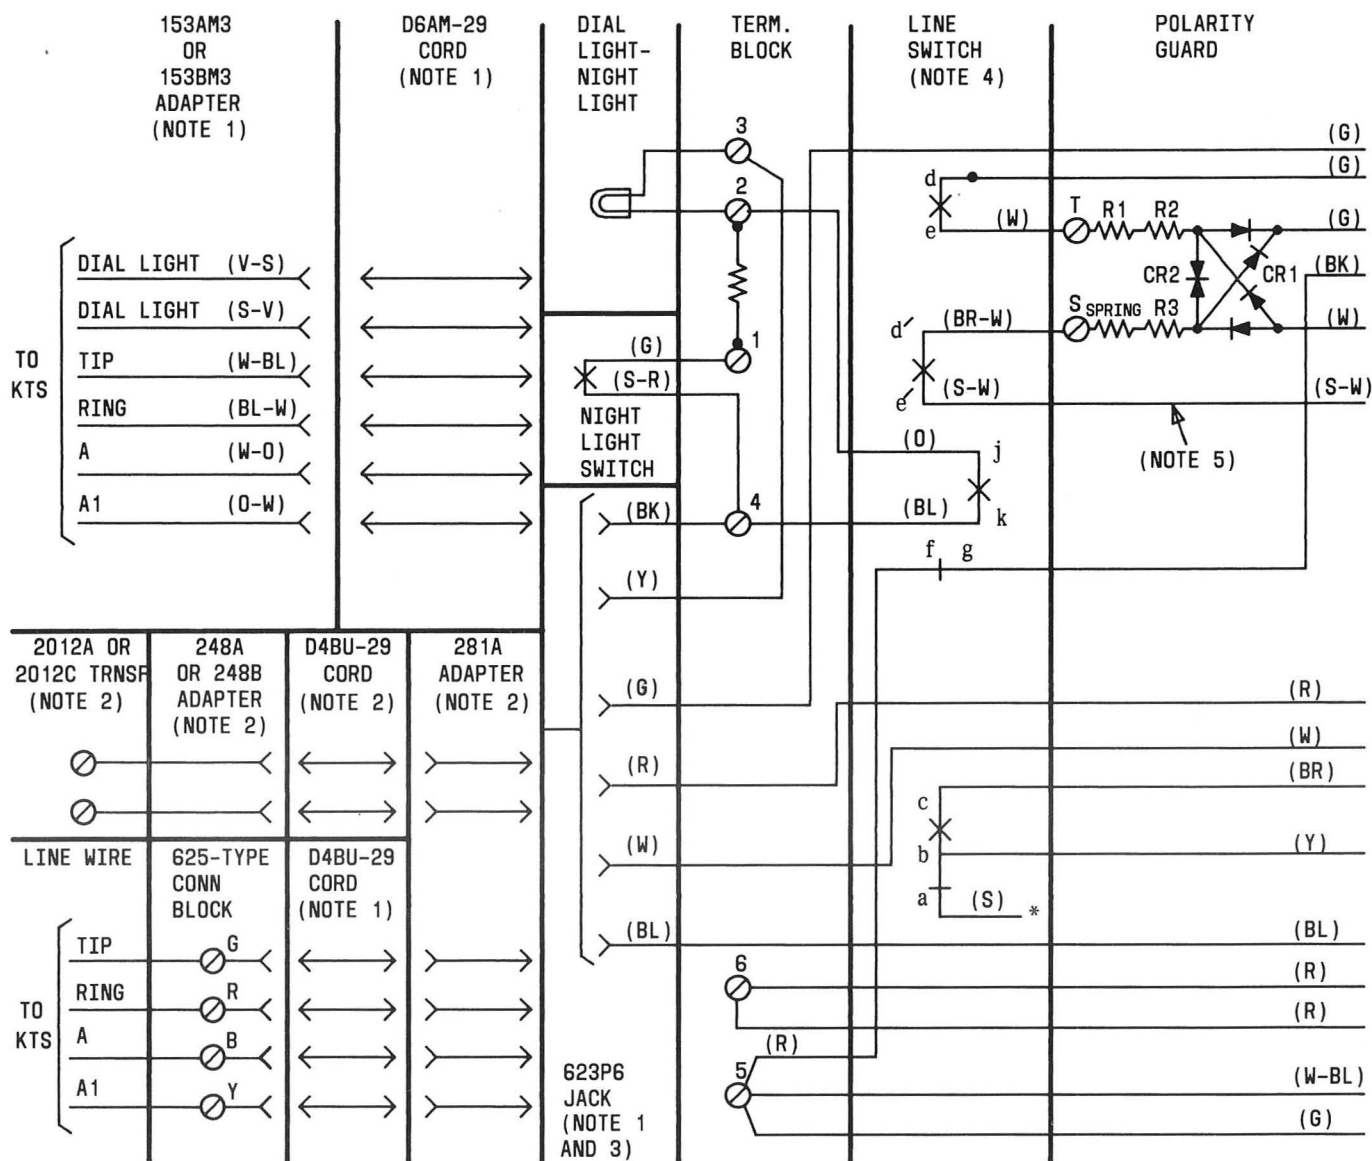 153AM3
OR
153BM3
ADAPTER
(NOTE 1)
D6AM-29
CORD
(NOTE 1)
DIAL
LIGHT-
NIGHT
LIGHT
TERM.
BLOCK
LINE
SWITCH
(NOTE 4)
POLARITY
GUARD
TO
KTS
DIAL LIGHT (V-S)
DIAL LIGHT (S-V)
TIP (W-BL)
RING (BL-W)
A (W-O)
A1 (O-W)
3
2
1
(G)
(S-R)
NIGHT
LIGHT
SWITCH
4
(G)
d
(G)
e
(W)
T
R1
R2
(G)
CR2
CR1
(BK)
d′
(BR-W)
S
SPRING
R3
(W)
e′
(S-W)
(S-W)
(NOTE 5)
(O)
j
(BL)
k
f
g
(BK)
(Y)
(G)
(R)
(W)
(BL)
(R)
(W)
(BR)
c
b
(Y)
a
(S)
*
(BL)
6
(R)
(R)
(R)
5
(W-BL)
(G)
2012A OR
2012C TRNSF
(NOTE 2)
248A
OR 248B
ADAPTER
(NOTE 2)
D4BU-29
CORD
(NOTE 2)
281A
ADAPTER
(NOTE 2)
LINE WIRE
625-TYPE
CONN
BLOCK
D4BU-29
CORD
(NOTE 1)
TO
KTS
TIP G
RING R
A B
A1 Y
623P6
JACK
(NOTE 1
AND 3)